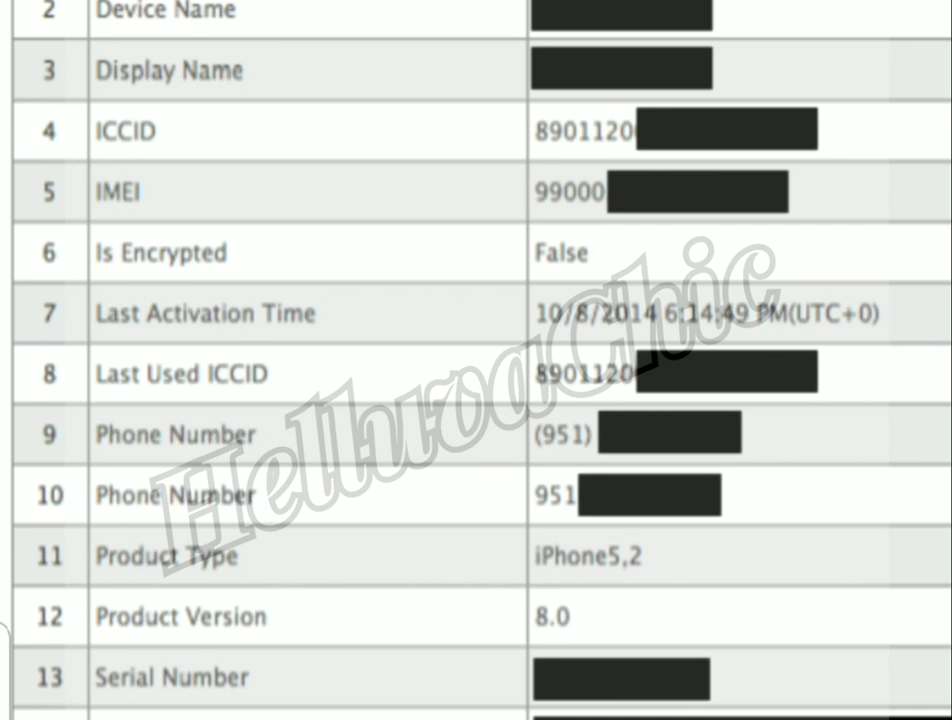 2 Device Name
3 Display Name
4 ICCID 8901120
5 IMEI 99000
6 Is Encrypted False
7 Last Activation Time 10/8/2014 6:14:49 PM(UTC+0)
8 Last Used ICCID 8901120
9 Phone Number (951)
10 Phone Number 951
11 Product Type iPhone5,2
12 Product Version 8.0
13 Serial Number
HellwoaChic